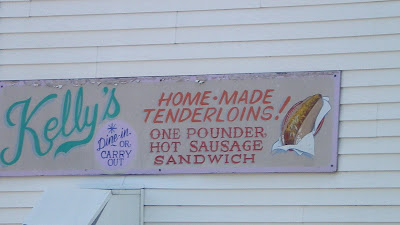 Kelly's
Dine-in
OR
CARRY
OUT
HOME-MADE
TENDERLOINS!
ONE POUNDER
HOT SAUSAGE
SANDWICH